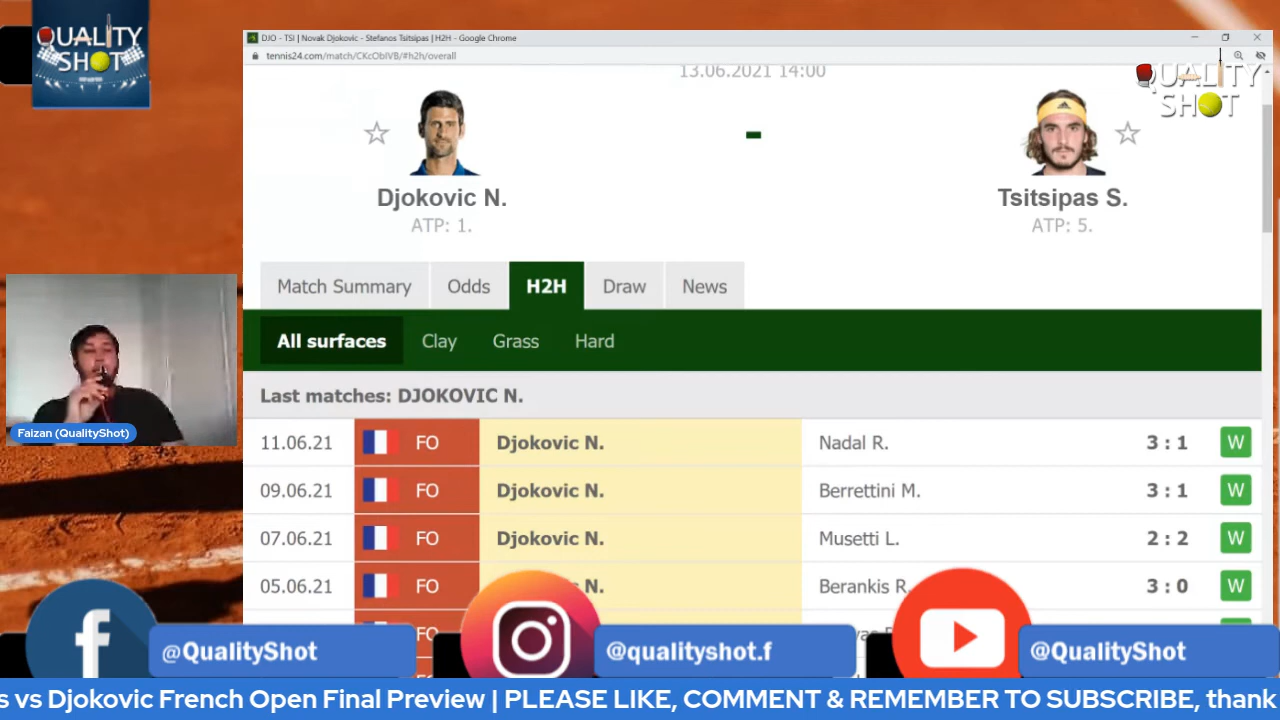 QUALITY
SHOT
DJO - TSI | Novak Djokovic - Stefanos Tsitsipas | H2H - Google Chrome
tennis24.com/match/CKcObIVB/#h2h/overall
13.06.2021 14:00
QUALITY
SHOT
Djokovic N.
ATP: 1.
-
Tsitsipas S.
ATP: 5.
Match Summary Odds H2H Draw News
All surfaces Clay Grass Hard
Last matches: DJOKOVIC N.
11.06.21 FO Djokovic N. Nadal R. 3 : 1 W
09.06.21 FO Djokovic N. Berrettini M. 3 : 1 W
07.06.21 FO Djokovic N. Musetti L. 2 : 2 W
05.06.21 FO N. Berankis R. 3 : 0 W
FO
Faizan (QualityShot)
@QualityShot
@qualityshot.f
@QualityShot
s vs Djokovic French Open Final Preview | PLEASE LIKE, COMMENT & REMEMBER TO SUBSCRIBE, thank